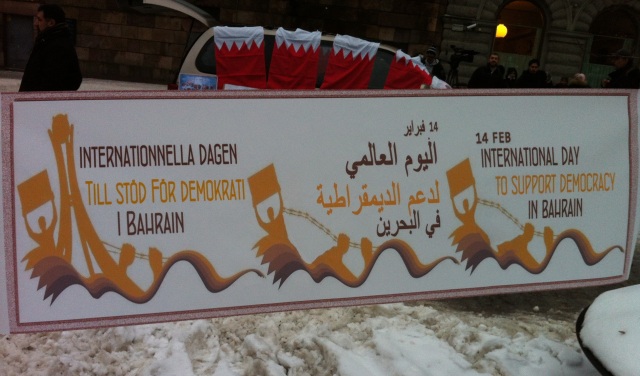 INTERNATIONNELLA DAGEN
TILL STÖD FÖR DEMOKRATI
I BAHRAIN
14 فبراير
اليوم العالمي
لدعم الديمقراطية
في البحرين
14 FEB
INTERNATIONAL DAY
TO SUPPORT DEMOCRACY
IN BAHRAIN